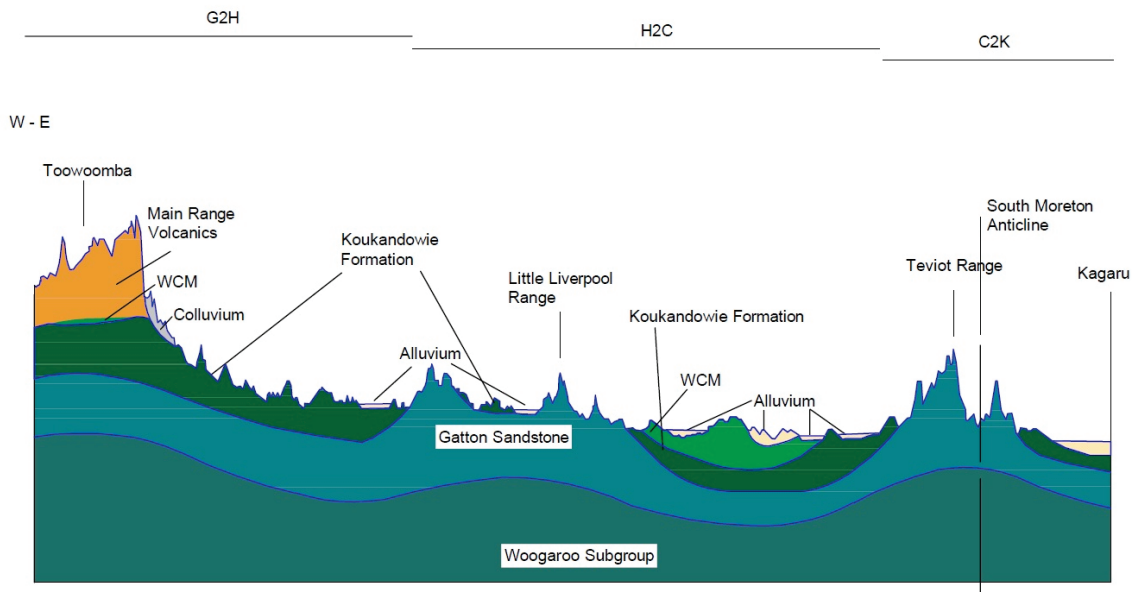 G2H
H2C
C2K
W - E
Toowoomba
Main Range
Volcanics
WCM
Colluvium
Koukandowie
Formation
Alluvium
Little Liverpool
Range
Koukandowie Formation
WCM
Alluvium
South Moreton
Anticline
Teviot Range
Kagaru
Gatton Sandstone
Woogaroo Subgroup